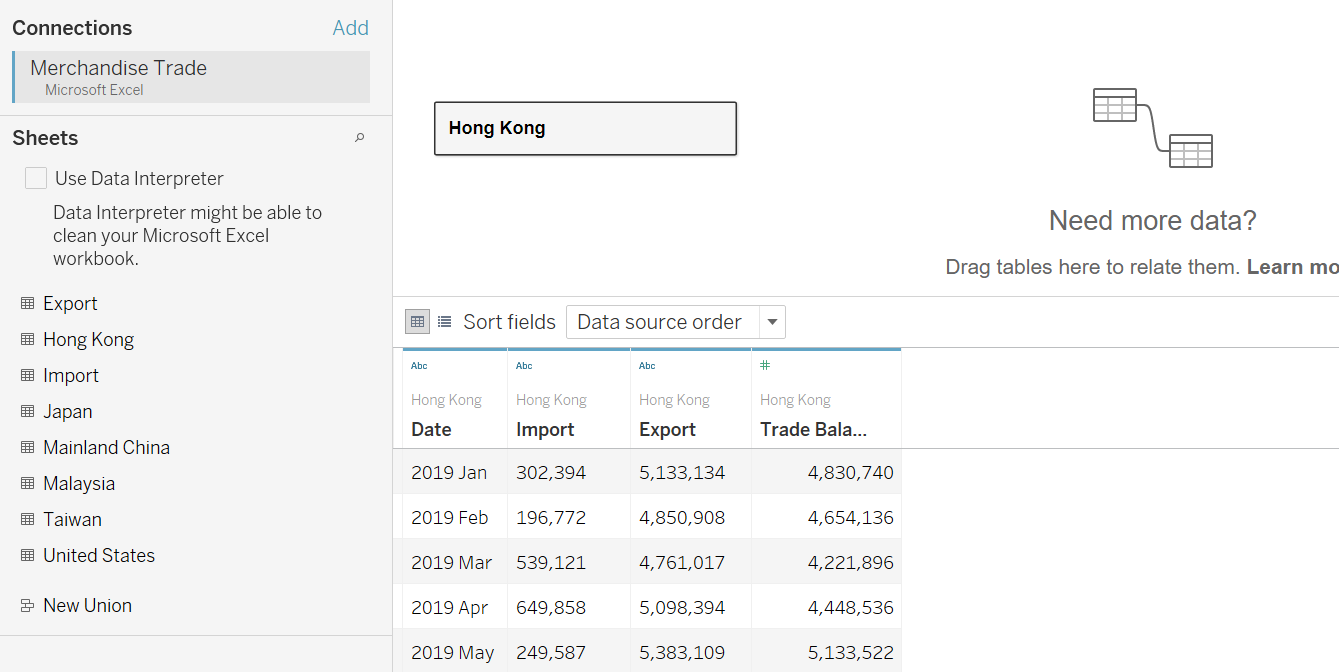 Connections Add
Merchandise Trade
Microsoft Excel
Sheets
Use Data Interpreter
Data Interpreter might be able to
clean your Microsoft Excel
workbook.
Export
Hong Kong
Import
Japan
Mainland China
Malaysia
Taiwan
United States
New Union
Hong Kong
Need more data?
Drag tables here to relate them. Learn mo
Sort fields Data source order
Abc Abc Abc #
Hong Kong Hong Kong Hong Kong Hong Kong
Date Import Export Trade Bala...
2019 Jan 302,394 5,133,134 4,830,740
2019 Feb 196,772 4,850,908 4,654,136
2019 Mar 539,121 4,761,017 4,221,896
2019 Apr 649,858 5,098,394 4,448,536
2019 May 249,587 5,383,109 5,133,522